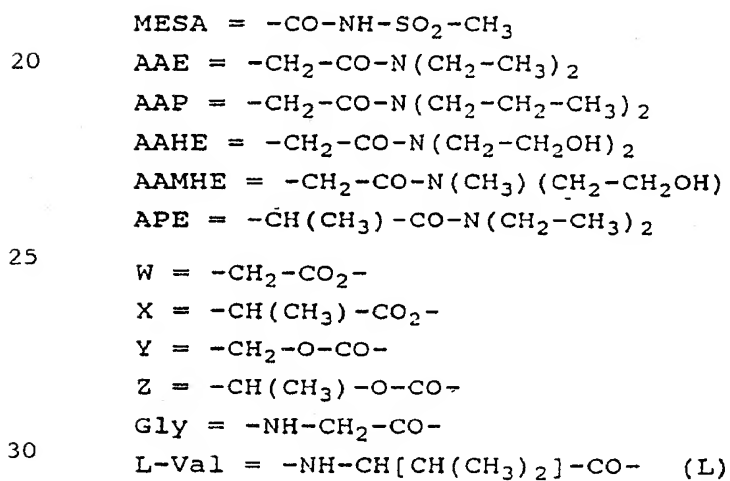 MESA = -CO-NH-SO2-CH3
20 AAE = -CH2-CO-N(CH2-CH3)2
AAP = -CH2-CO-N(CH2-CH2-CH3)2
AAHE = -CH2-CO-N(CH2-CH2OH)2
AAMHE = -CH2-CO-N(CH3)(CH2-CH2OH)
APE = -CH(CH3)-CO-N(CH2-CH3)2
25
W = -CH2-CO2-
X = -CH(CH3)-CO2-
Y = -CH2-O-CO-
Z = -CH(CH3)-O-CO-
Gly = -NH-CH2-CO-
30
L-Val = -NH-CH[CH(CH3)2]-CO- (L)